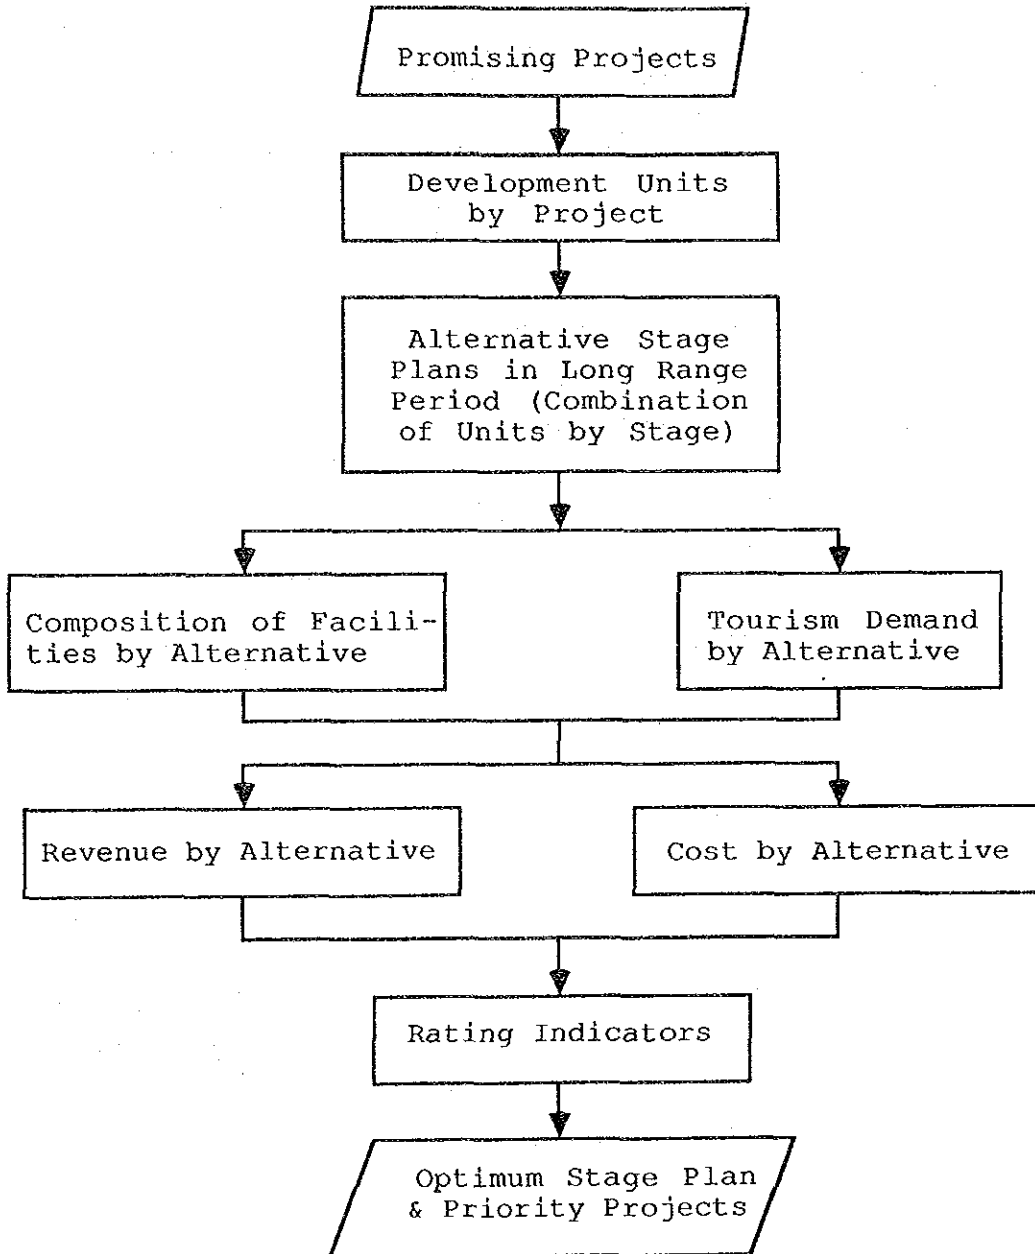 Promising Projects
Development Units
by Project
Alternative Stage
Plans in Long Range
Period (Combination
of Units by Stage)
Composition of Facili-
ties by Alternative
Tourism Demand
by Alternative
Revenue by Alternative
Cost by Alternative
Rating Indicators
Optimum Stage Plan
& Priority Projects